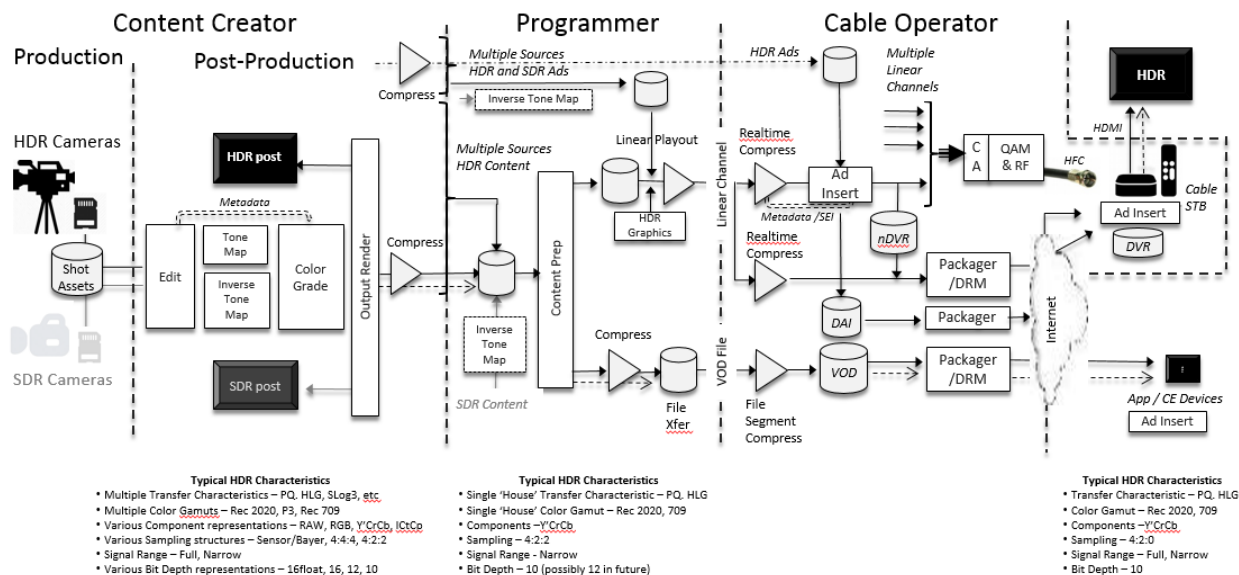 Content Creator
Programmer
Cable Operator
Production
Post-Production
Compress
Multiple Sources
HDR and SDR Ads
Inverse Tone Map
HDR Ads
Multiple
Linear
Channels
HDR
HDMI
HDR Cameras
HDR post
Metadata
Edit
Tone
Map
Inverse
Tone
Map
Color
Grade
Shot
Assets
SDR Cameras
SDR post
Output Render
Compress
Multiple Sources
HDR Content
Inverse
Tone
Map
SDR Content
Content Prep
Linear Playout
HDR
Graphics
Compress
File
Xfer
Linear Channel
VOD File
Realtime
Compress
Ad
Insert
Metadata /SEI
Realtime
Compress
nDVR
DAI
VOD
File
Segment
Compress
C
A
QAM
& RF
HFC
Packager
/DRM
Packager
Packager
/DRM
Internet
Cable
STB
Ad Insert
DVR
App / CE Devices
Ad Insert
Typical HDR Characteristics
• Multiple Transfer Characteristics – PQ. HLG, SLog3, etc
• Multiple Color Gamuts – Rec 2020, P3, Rec 709
• Various Component representations – RAW, RGB, Y'CrCb, ICtCp
• Various Sampling structures – Sensor/Bayer, 4:4:4, 4:2:2
• Signal Range – Full, Narrow
• Various Bit Depth representations – 16float, 16, 12, 10
Typical HDR Characteristics
• Single 'House' Transfer Characteristic – PQ. HLG
• Single 'House' Color Gamut – Rec 2020, 709
• Components –Y'CrCb
• Sampling – 4:2:2
• Signal Range - Narrow
• Bit Depth – 10 (possibly 12 in future)
Typical HDR Characteristics
• Transfer Characteristic – PQ. HLG
• Color Gamut – Rec 2020, 709
• Components –Y'CrCb
• Sampling – 4:2:0
• Signal Range – Full, Narrow
• Bit Depth – 10